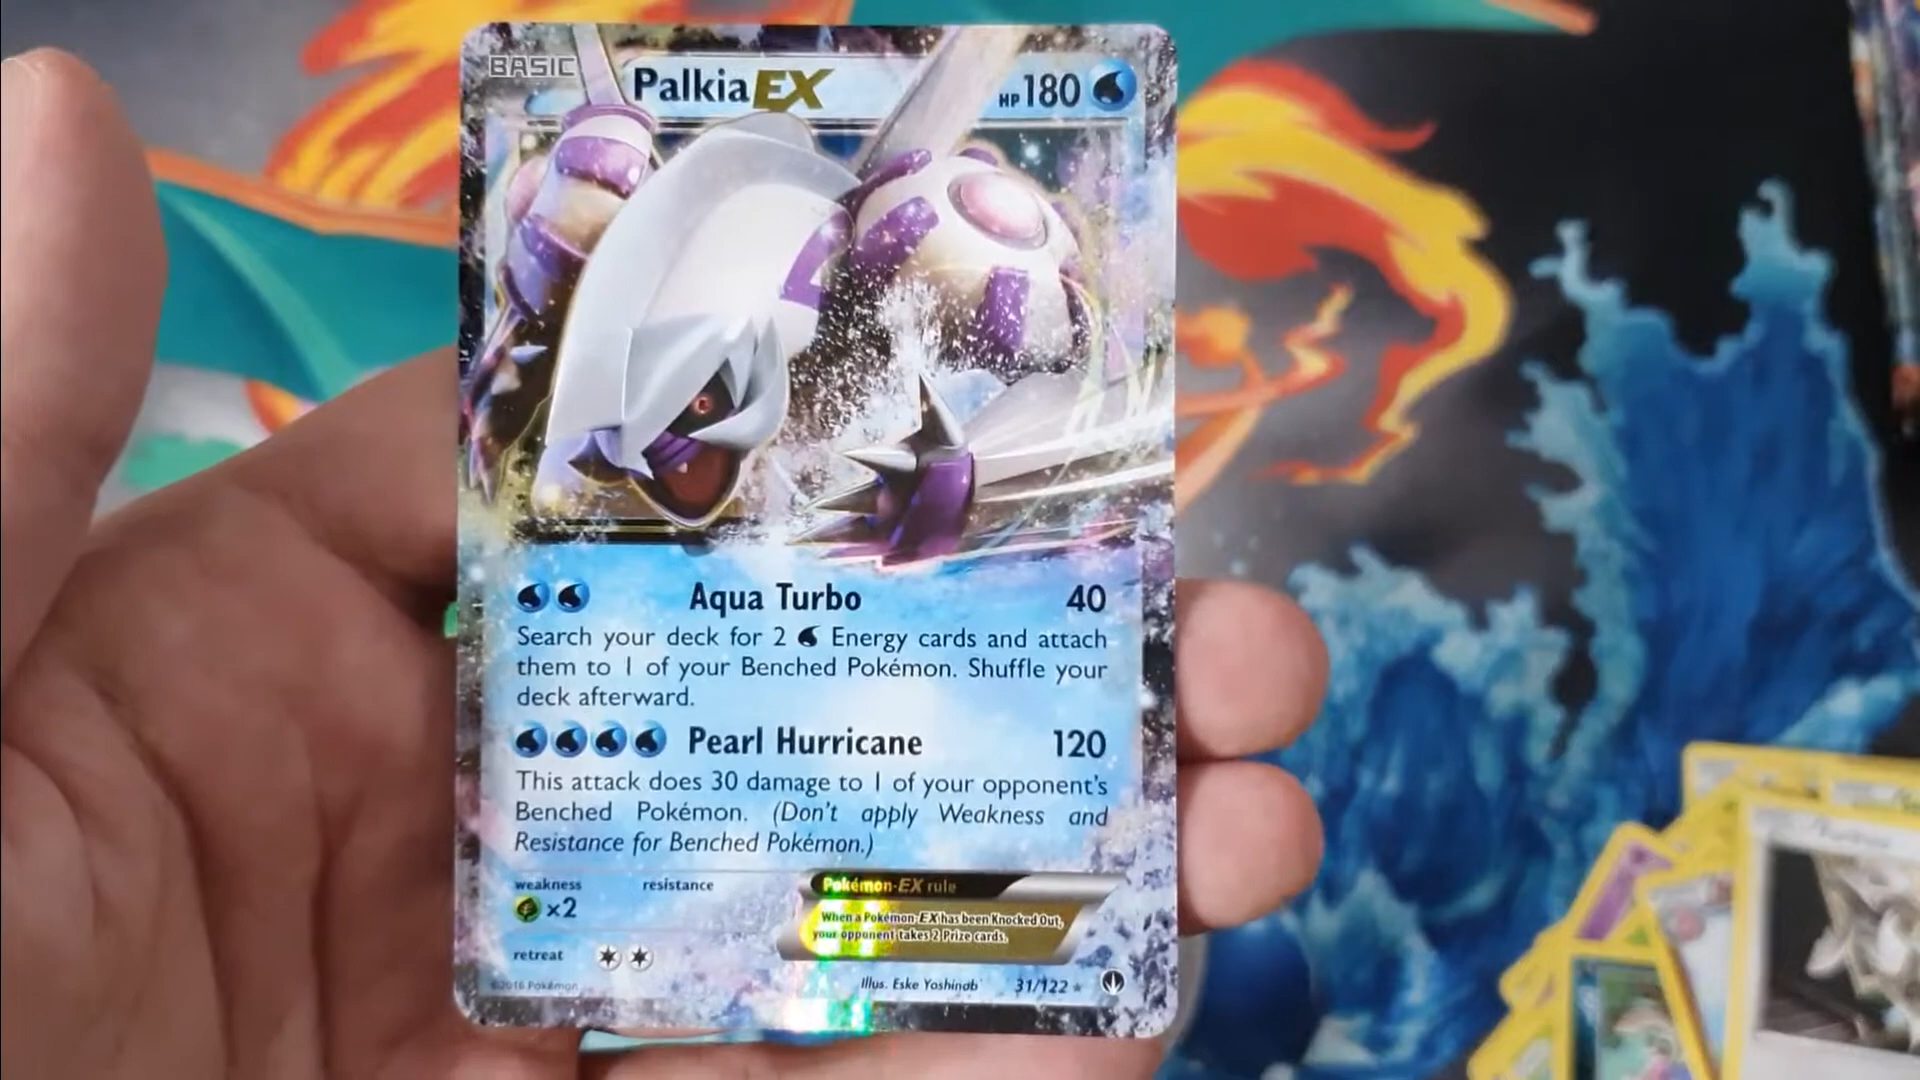 BASIC
Palkia EX HP 180
Aqua Turbo 40
Search your deck for 2 Energy cards and attach
them to 1 of your Benched Pokémon. Shuffle your
deck afterward.
Pearl Hurricane 120
This attack does 30 damage to 1 of your opponent's
Benched Pokémon. (Don't apply Weakness and
Resistance for Benched Pokémon.)
weakness resistance
×2
Pokémon-EX rule
When a Pokémon-EX has been Knocked Out,
your opponent takes 2 Prize cards.
retreat
©2016 Pokémon
Illus. Eske Yoshinob 31/122